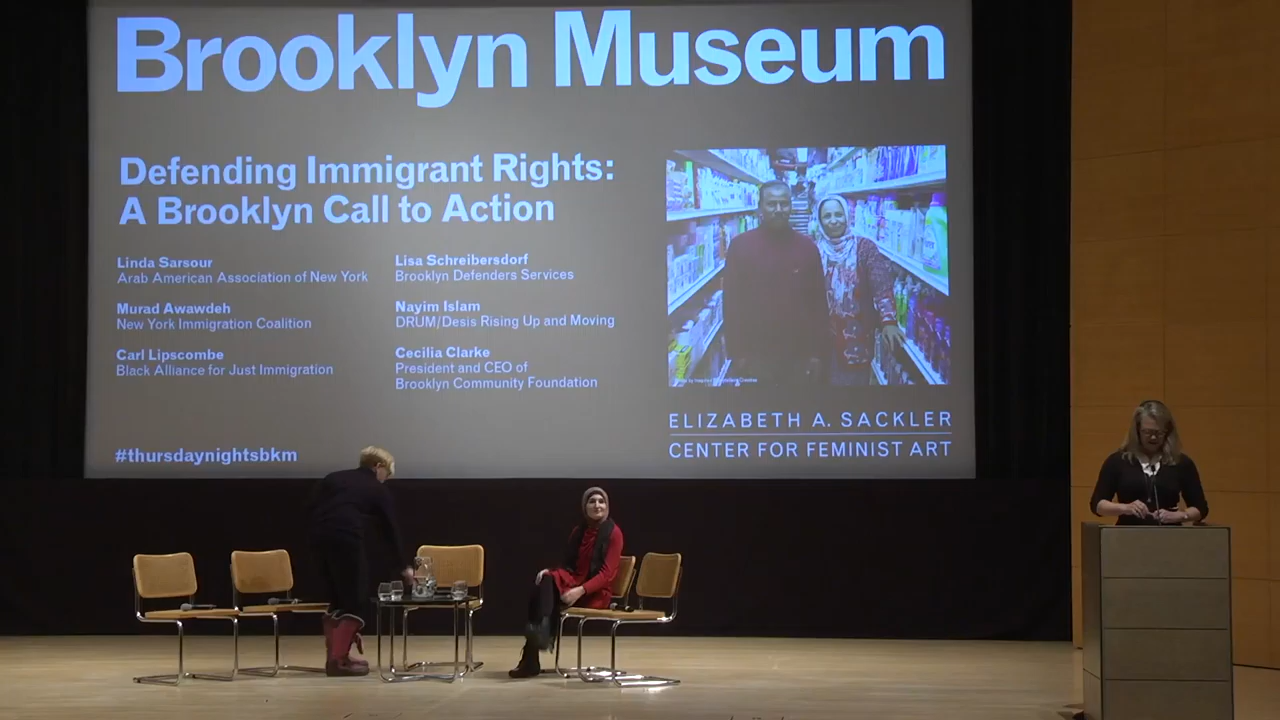 Brooklyn Museum
Defending Immigrant Rights:
A Brooklyn Call to Action
Linda Sarsour
Arab American Association of New York
Murad Awawdeh
New York Immigration Coalition
Carl Lipscombe
Black Alliance for Just Immigration
Lisa Schreibersdorf
Brooklyn Defenders Services
Nayim Islam
DRUM/Desis Rising Up and Moving
Cecilia Clarke
President and CEO of
Brooklyn Community Foundation
#thursdaynightsbkm
ELIZABETH A. SACKLER
CENTER FOR FEMINIST ART